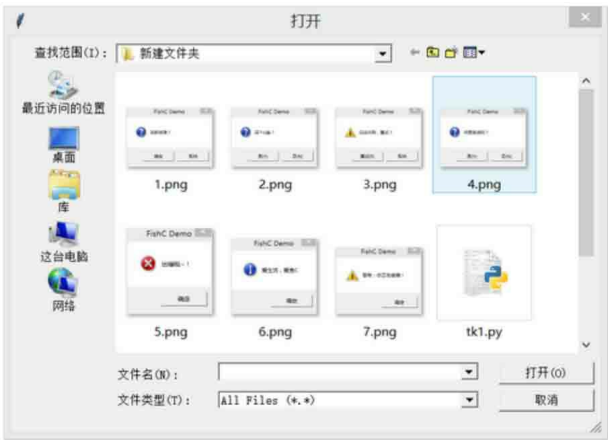 打开
查找范围(I)：
新建文件夹
最近访问的位置
桌面
库
这台电脑
网络
FishC Demo
FishC Demo
FishC Demo
FishC Demo
1.png
2.png
3.png
4.png
FishC Demo
FishC Demo
FishC Demo
确定
5.png
6.png
7.png
tk1.py
文件名(N)：
打开(O)
文件类型(T)：
All Files (*.*)
取消